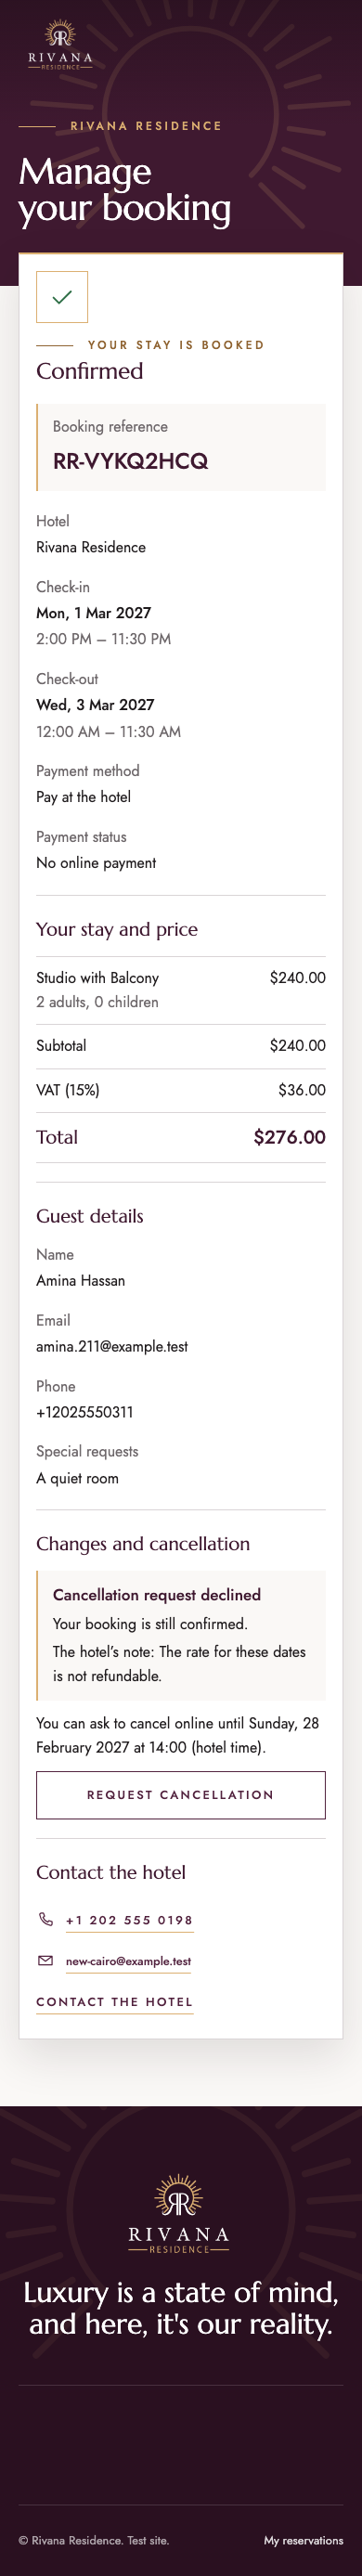 RIVANA
RESIDENCE
RIVANA RESIDENCE
Manage
your booking
YOUR STAY IS BOOKED
Confirmed
Booking reference
RR-VYKQ2HCQ
Hotel
Rivana Residence
Check-in
Mon, 1 Mar 2027
2:00 PM – 11:30 PM
Check-out
Wed, 3 Mar 2027
12:00 AM – 11:30 AM
Payment method
Pay at the hotel
Payment status
No online payment
Your stay and price
Studio with Balcony $240.00
2 adults, 0 children
Subtotal $240.00
VAT (15%) $36.00
Total $276.00
Guest details
Name
Amina Hassan
Email
amina.211@example.test
Phone
+12025550311
Special requests
A quiet room
Changes and cancellation
Cancellation request declined
Your booking is still confirmed.
The hotel's note: The rate for these dates
is not refundable.
You can ask to cancel online until Sunday, 28
February 2027 at 14:00 (hotel time).
REQUEST CANCELLATION
Contact the hotel
+1 202 555 0198
new-cairo@example.test
CONTACT THE HOTEL
RIVANA
RESIDENCE
Luxury is a state of mind,
and here, it's our reality.
© Rivana Residence. Test site. My reservations